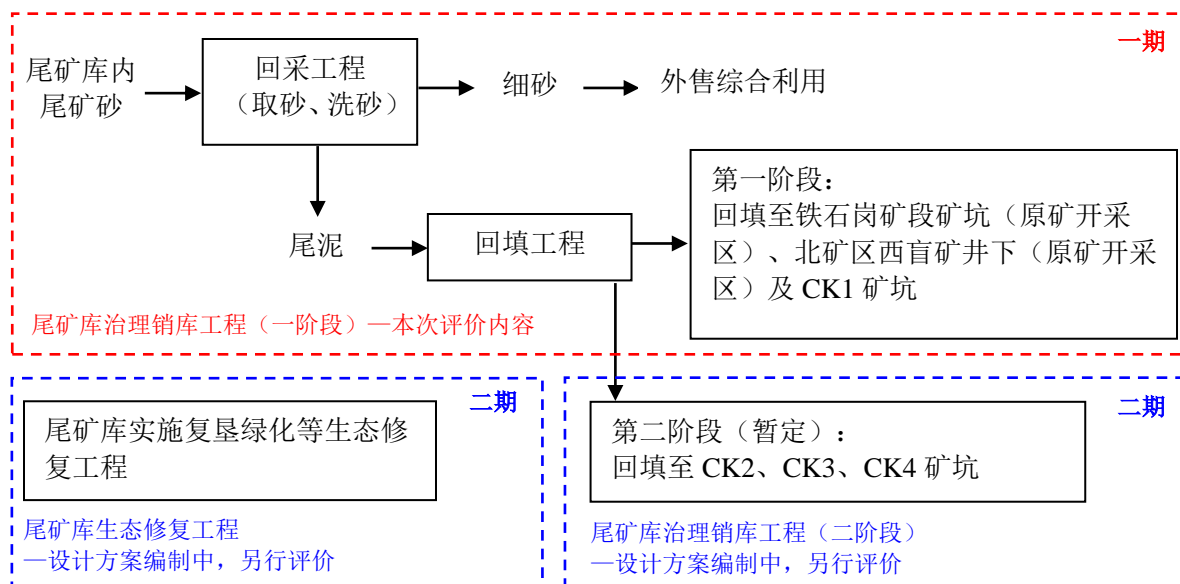 一期
尾矿库内
尾矿砂
回采工程
（取砂、洗砂）
细砂
外售综合利用
尾泥
回填工程
第一阶段：
回填至铁石岗矿段矿坑（原矿开采
区）、北矿区西盲矿井下（原矿开采
区）及 CK1 矿坑
尾矿库治理销库工程（一阶段）—本次评价内容
二期
尾矿库实施复垦绿化等生态修
复工程
尾矿库生态修复工程
—设计方案编制中，另行评价
二期
第二阶段（暂定）：
回填至 CK2、CK3、CK4 矿坑
尾矿库治理销库工程（二阶段）
—设计方案编制中，另行评价